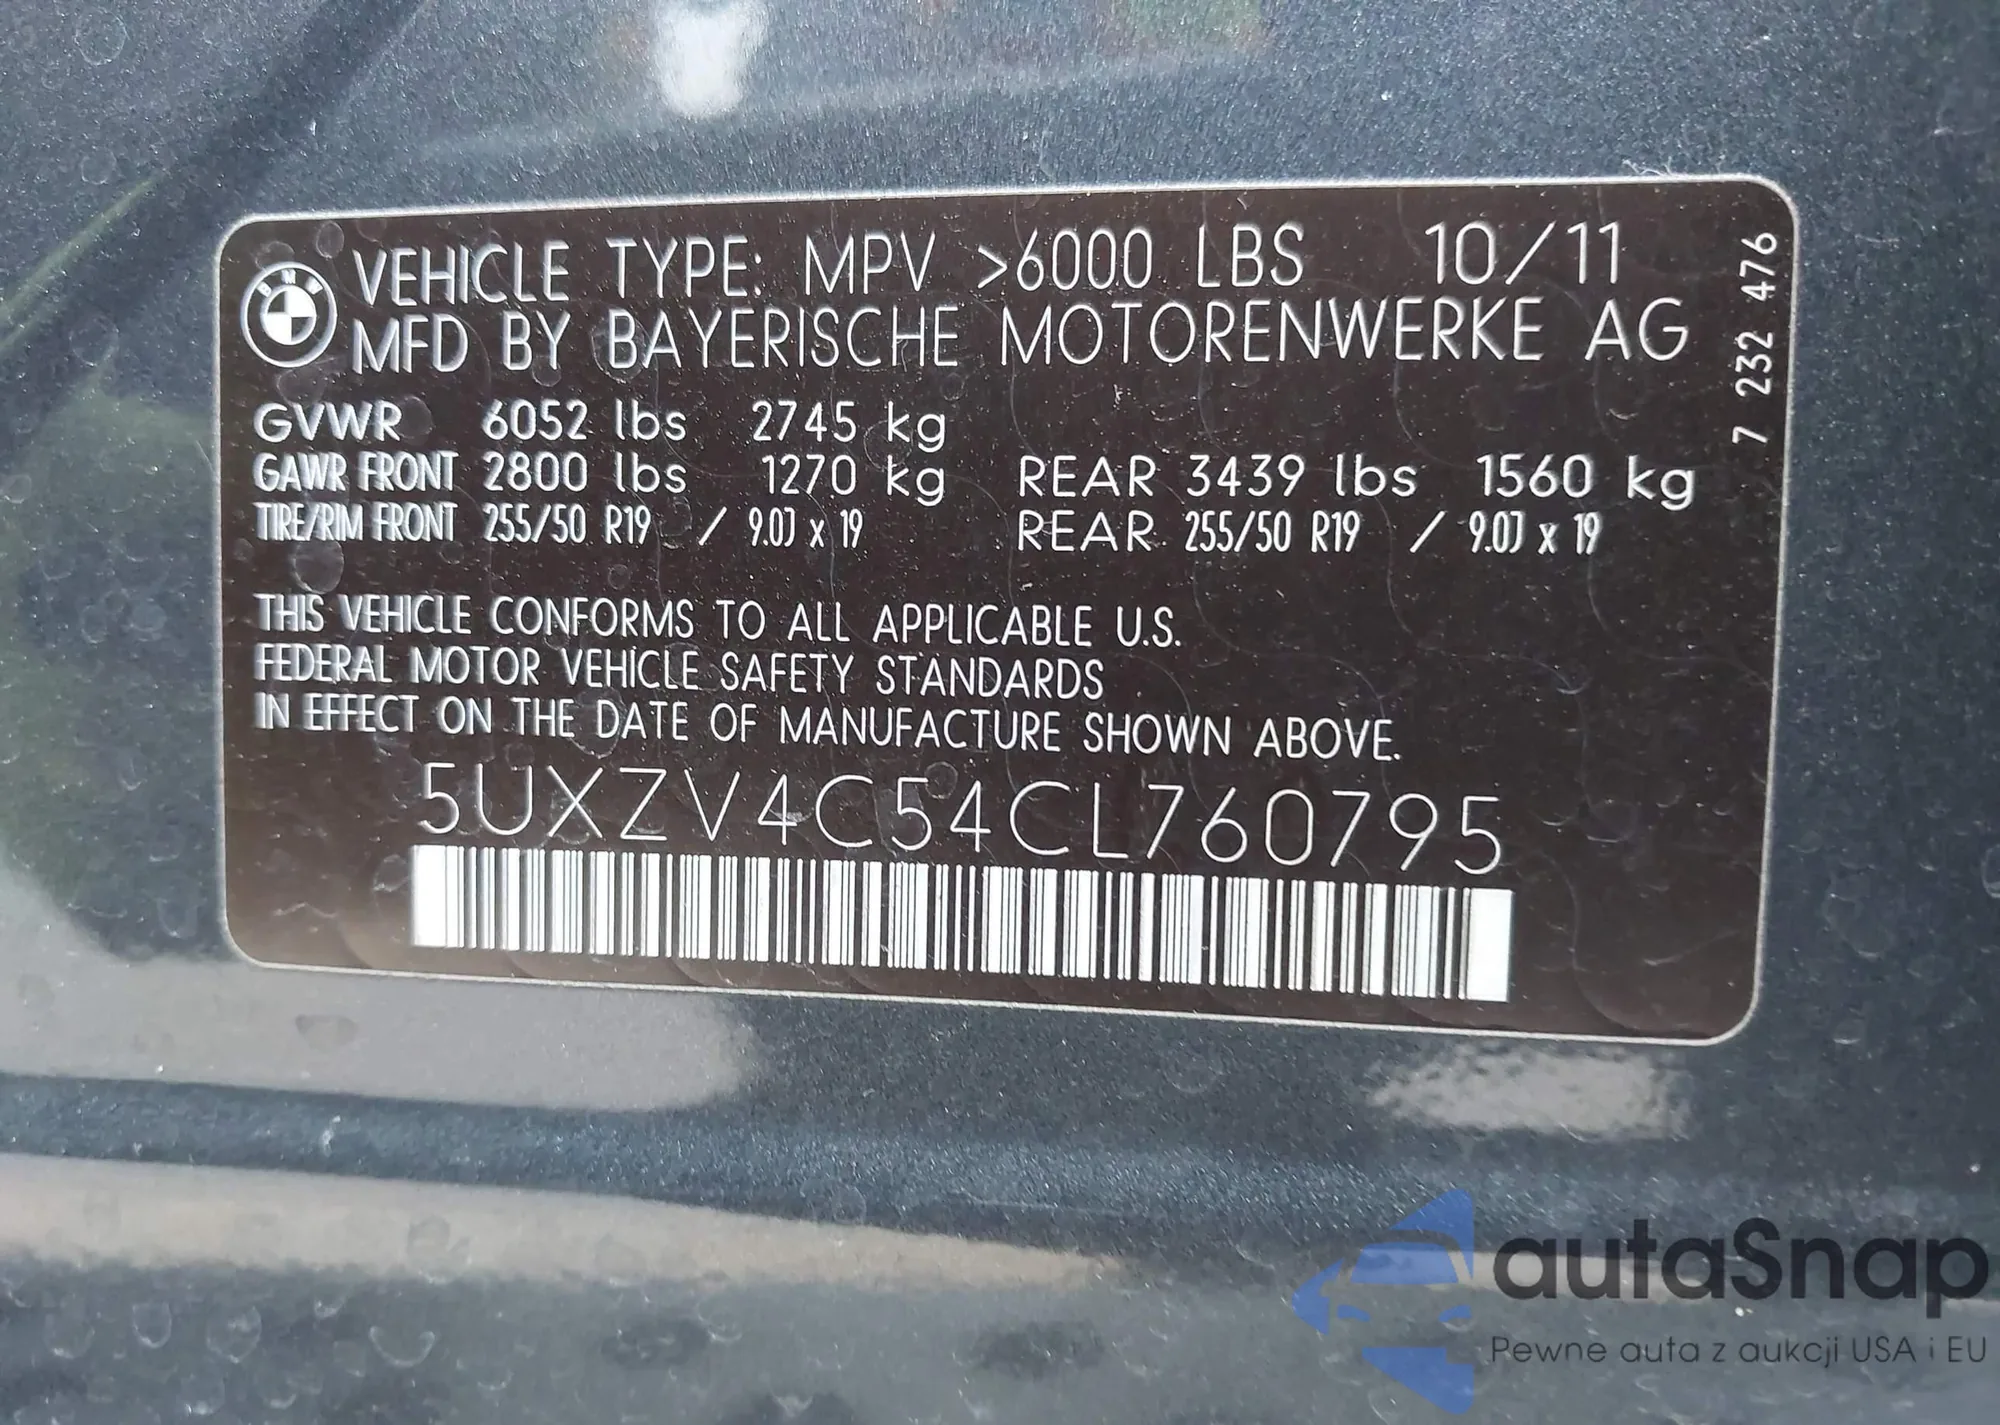 BMW
VEHICLE TYPE: MPV >6000 LBS 10/11
MFD BY BAYERISCHE MOTORENWERKE AG
GVWR 6052 lbs 2745 kg
GAWR FRONT 2800 lbs 1270 kg REAR 3439 lbs 1560 kg
TIRE/RIM FRONT 255/50 R19 / 9.0J x 19 REAR 255/50 R19 / 9.0J x 19
THIS VEHICLE CONFORMS TO ALL APPLICABLE U.S.
FEDERAL MOTOR VEHICLE SAFETY STANDARDS
IN EFFECT ON THE DATE OF MANUFACTURE SHOWN ABOVE.
5UXZV4C54CL760795
7 232 476
autaSnap
Pewne auta z aukcji USA i EU